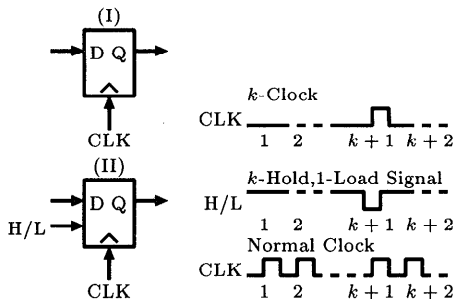 (I)
D Q
CLK
k-Clock
CLK
1 2 k + 1 k + 2
(II)
D Q
H/L
CLK
k-Hold,1-Load Signal
H/L
1 2 k + 1 k + 2
Normal Clock
CLK
1 2 k + 1 k + 2